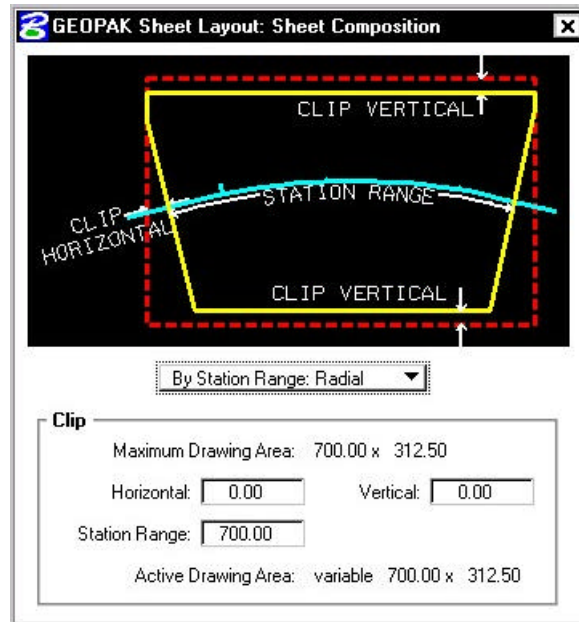 GEOPAK Sheet Layout: Sheet Composition
CLIP VERTICAL
STATION RANGE
CLIP
HORIZONTAL
CLIP VERTICAL
By Station Range: Radial
Clip
Maximum Drawing Area: 700.00 x 312.50
Horizontal: 0.00 Vertical: 0.00
Station Range: 700.00
Active Drawing Area: variable 700.00 x 312.50